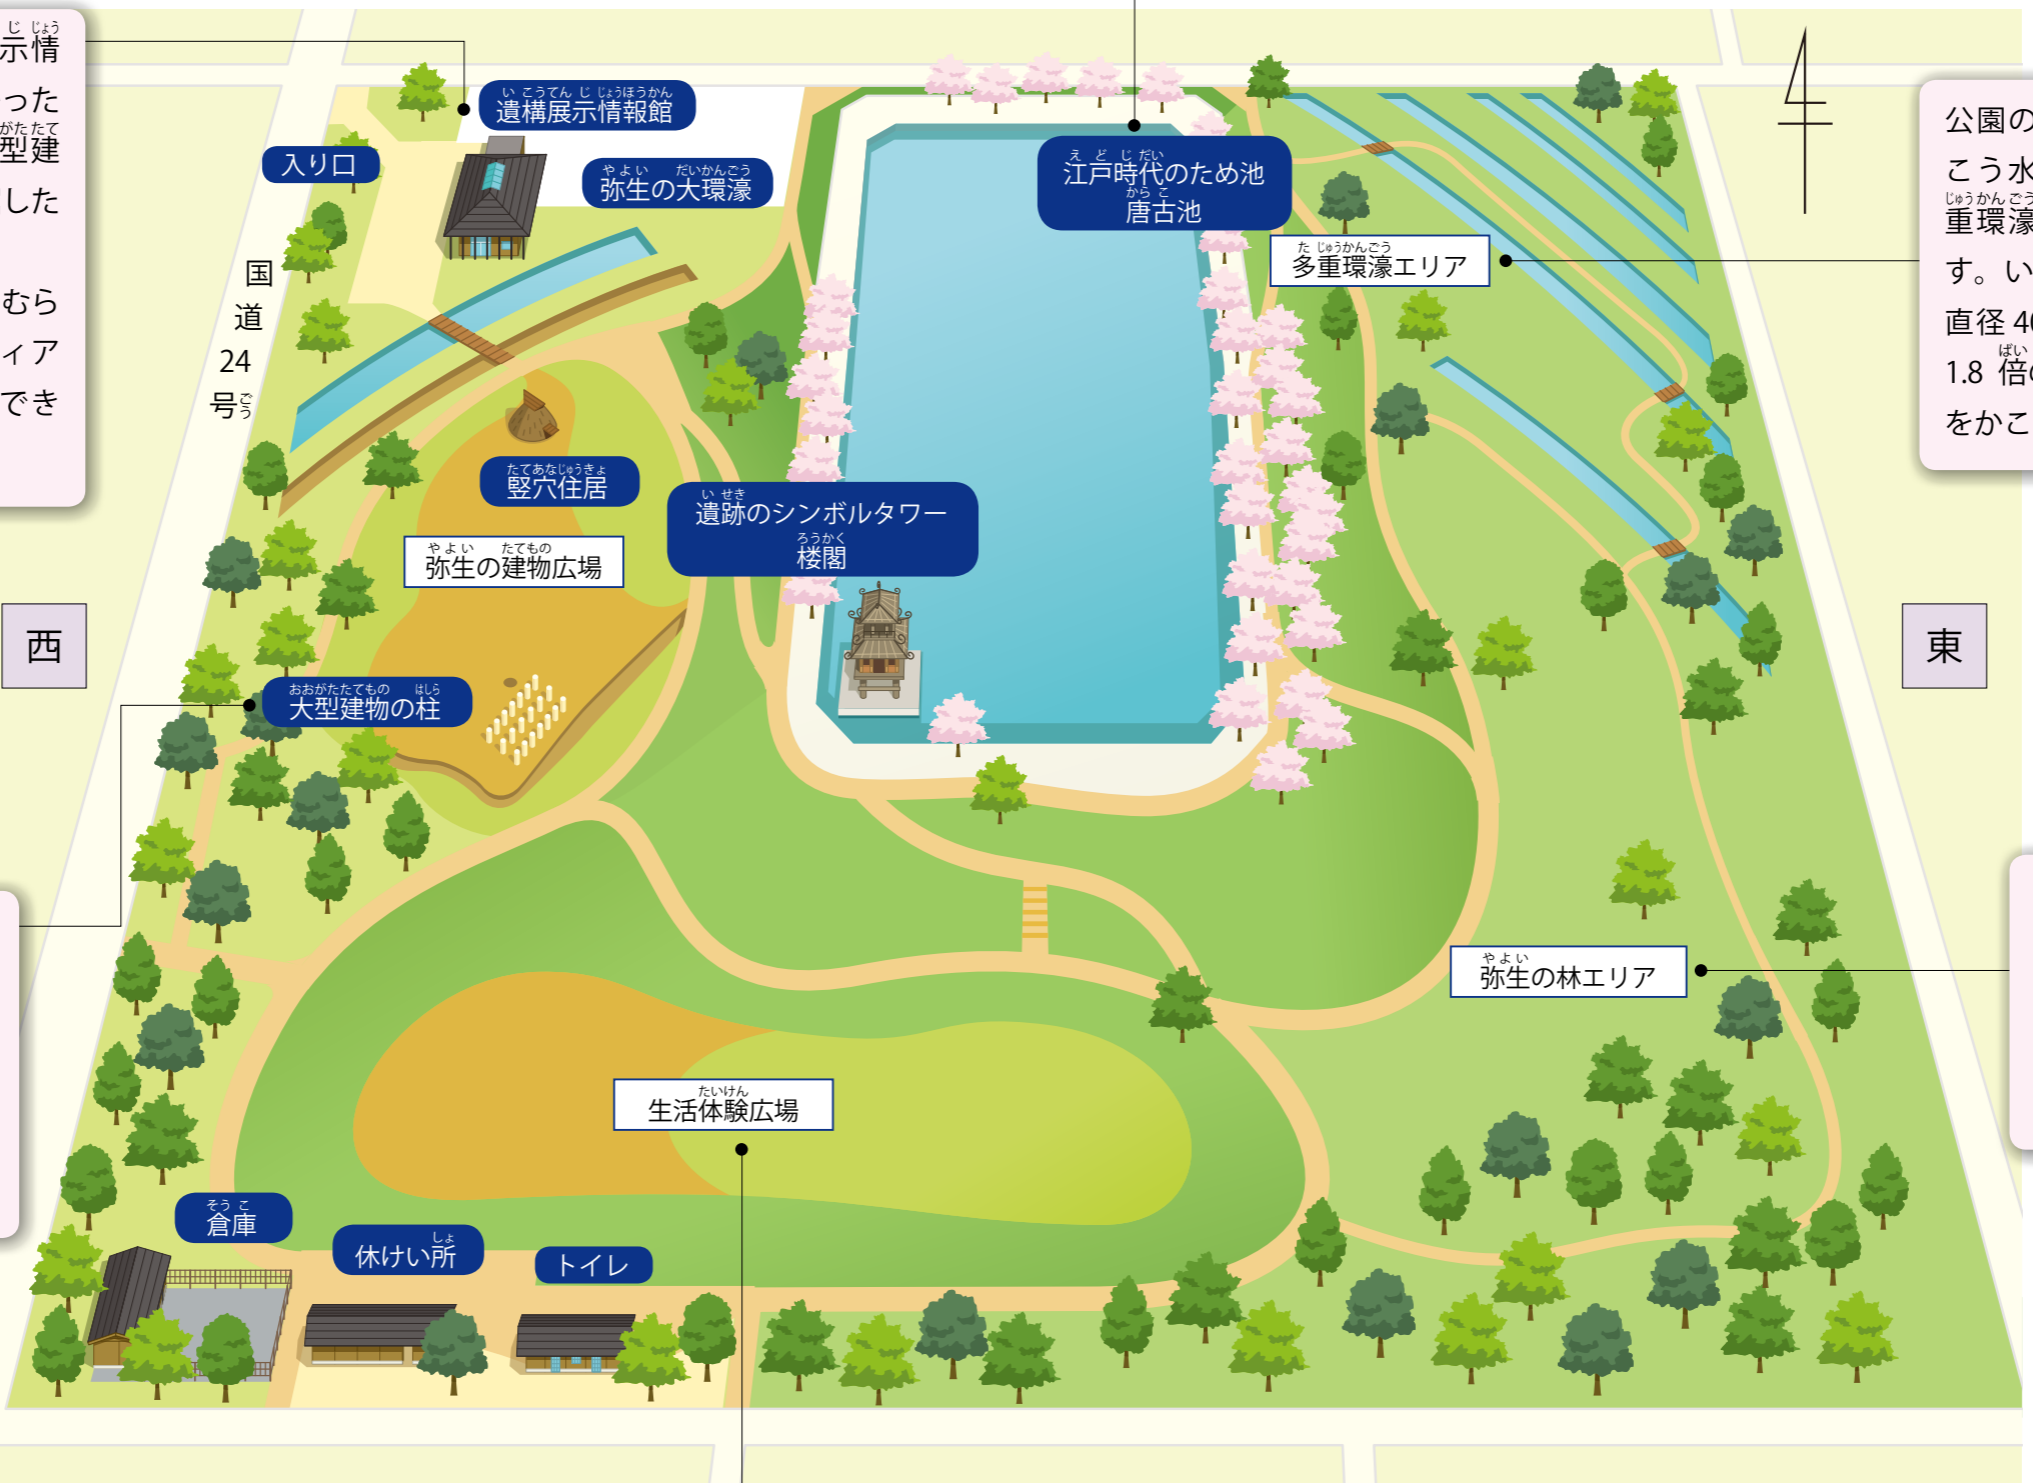 示情
った
型建
した
むら
ィア
でき
遺構展示情報館
入り口
弥生の大環濠
国
道
24
号
江戸時代のため池
唐古池
多重環濠エリア
公園の
こう水
重環濠
す。い
直径 40
1.8 倍の
をかこ
竪穴住居
弥生の建物広場
遺跡のシンボルタワー
楼閣
西
東
大型建物の柱
弥生の林エリア
生活体験広場
倉庫
休けい所
トイレ